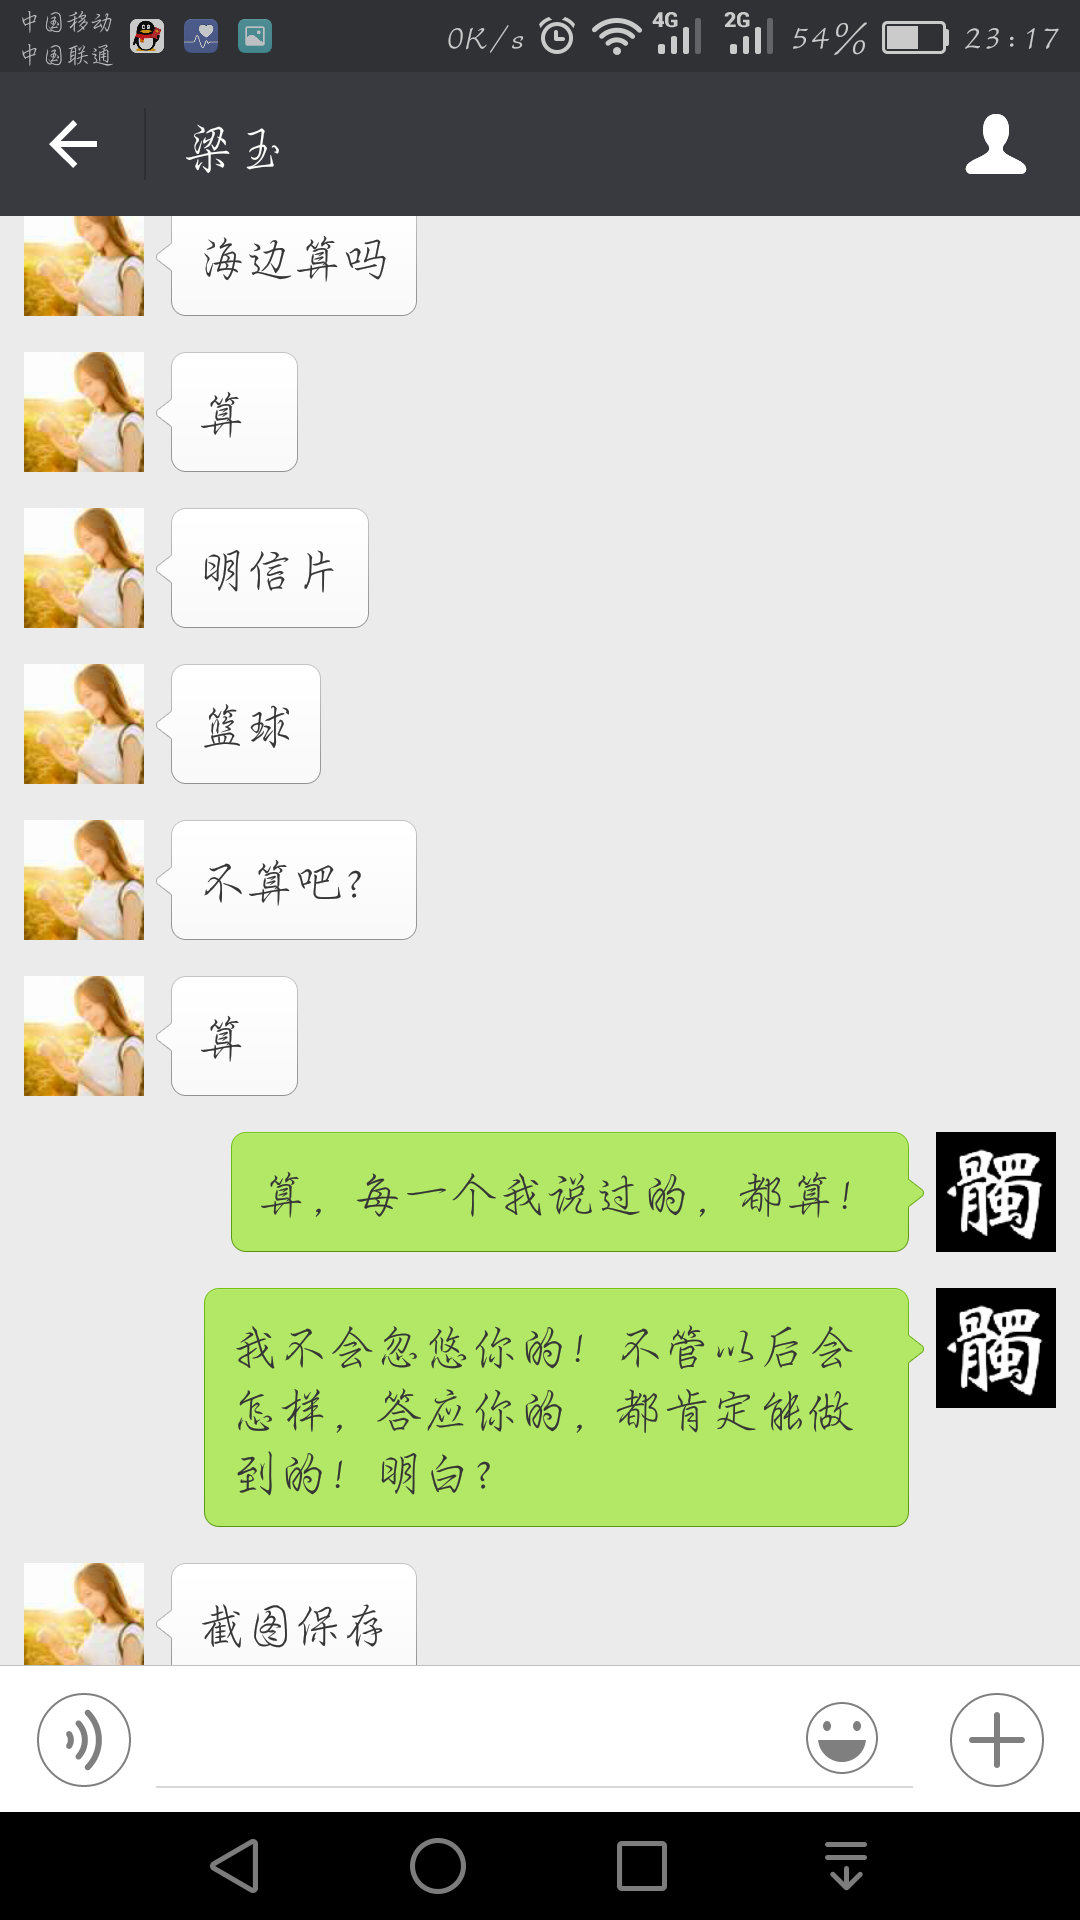 中国移动
中国联通
0K/s 4G 2G 54% 23:17
梁玉
海边算吗
算
明信片
篮球
不算吧?
算
算，每一个我说过的，都算!
髑
我不会忽悠你的! 不管以后会
怎样，答应你的，都肯定能做
到的! 明白?
髑
截图保存